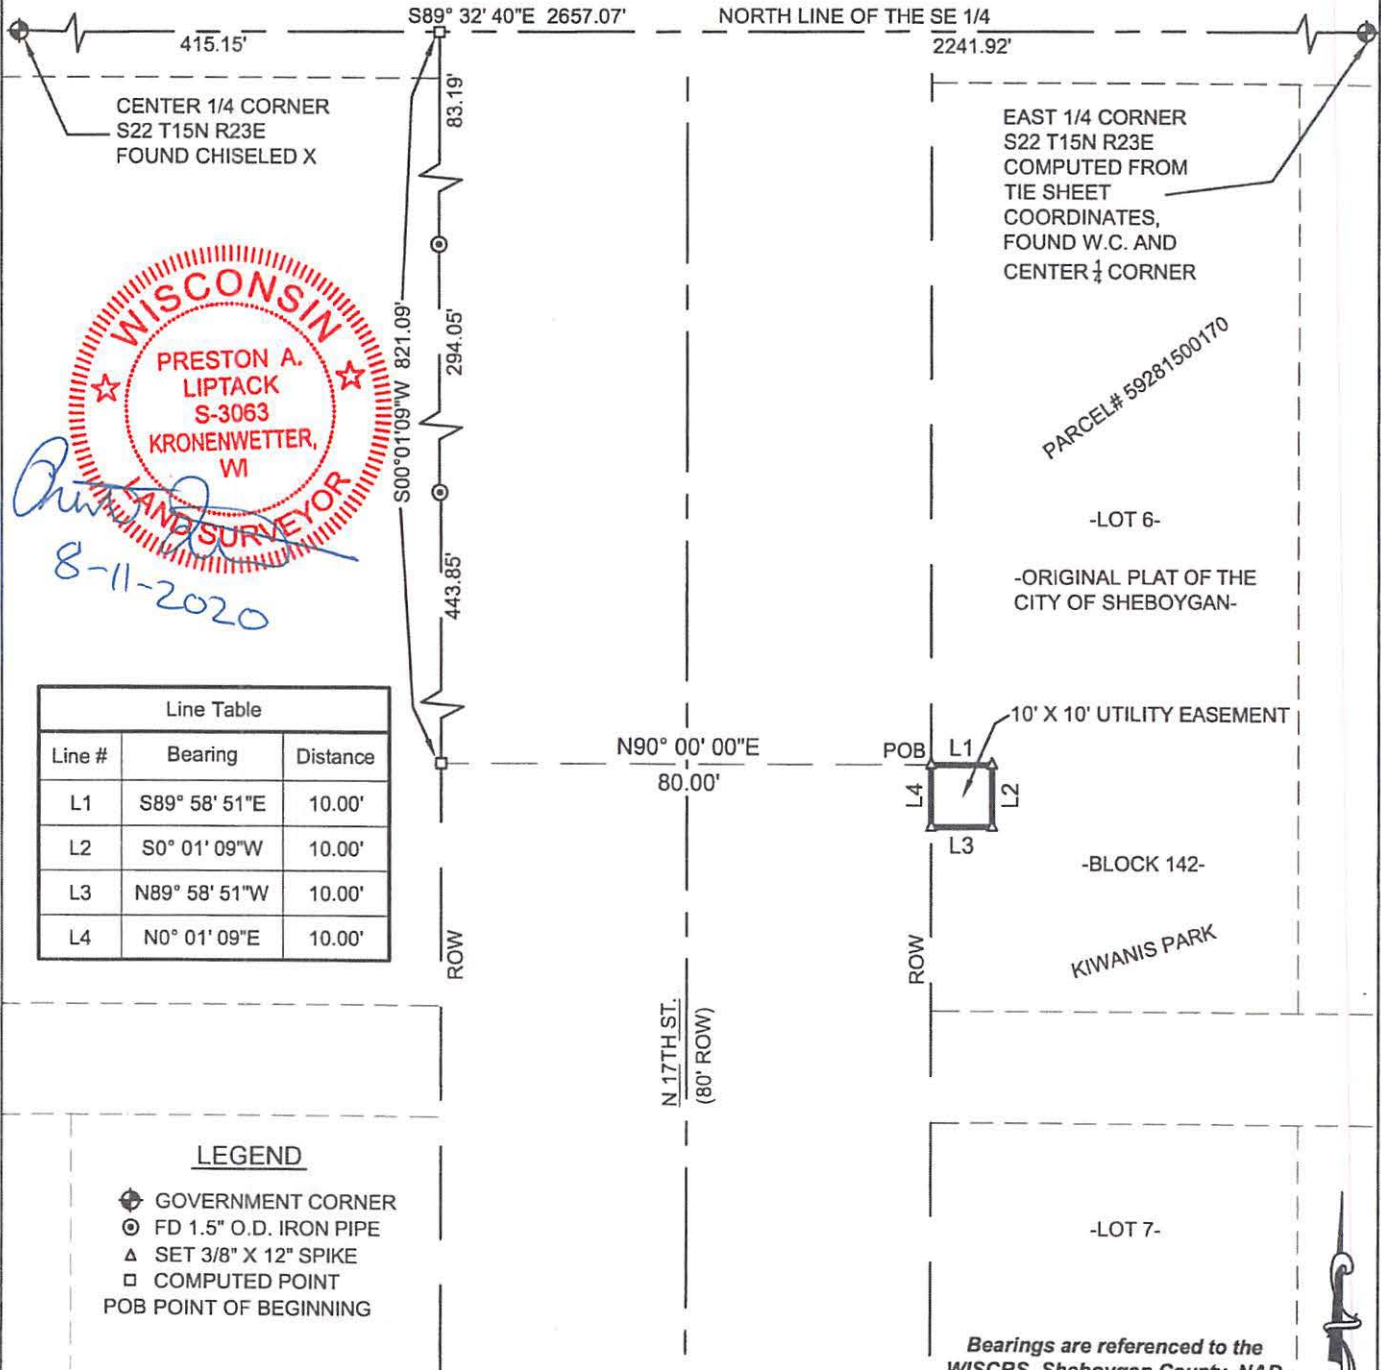 S89° 32' 40"E 2657.07'
NORTH LINE OF THE SE 1/4
415.15'
2241.92'
CENTER 1/4 CORNER
S22 T15N R23E
FOUND CHISELED X
83.19'
EAST 1/4 CORNER
S22 T15N R23E
COMPUTED FROM
TIE SHEET
COORDINATES,
FOUND W.C. AND
CENTER 1/4 CORNER
WISCONSIN
PRESTON A.
LIPTACK
S-3063
KRONENWETTER,
WI
LAND SURVEYOR
8-11-2020
S00°01'09"W 821.09'
294.05'
443.85'
PARCEL# 59281500170
-LOT 6-
-ORIGINAL PLAT OF THE
CITY OF SHEBOYGAN-
Line Table
Line # Bearing Distance
L1 S89° 58' 51"E 10.00'
L2 S0° 01' 09"W 10.00'
L3 N89° 58' 51"W 10.00'
L4 N0° 01' 09"E 10.00'
N90° 00' 00"E
80.00'
10' X 10' UTILITY EASEMENT
POB L1
L4
L2
L3
-BLOCK 142-
KIWANIS PARK
ROW
ROW
N 17TH ST.
(80' ROW)
LEGEND
GOVERNMENT CORNER
FD 1.5" O.D. IRON PIPE
SET 3/8" X 12" SPIKE
COMPUTED POINT
POB POINT OF BEGINNING
-LOT 7-
Bearings are referenced to the
WISCRS, Sheboygan County, NAD